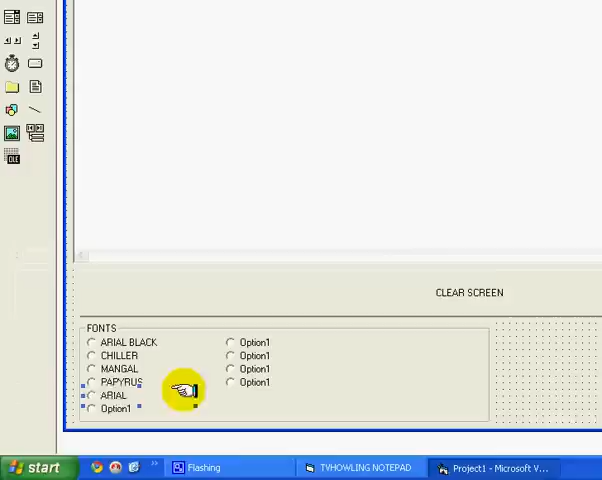 OLE
CLEAR SCREEN
FONTS
ARIAL BLACK
CHILLER
MANGAL
PAPYRUS
ARIAL
Option1
Option1
Option1
Option1
Option1
start
»
Flashing
TVHOWLING NOTEPAD
Project1 - Microsoft V...